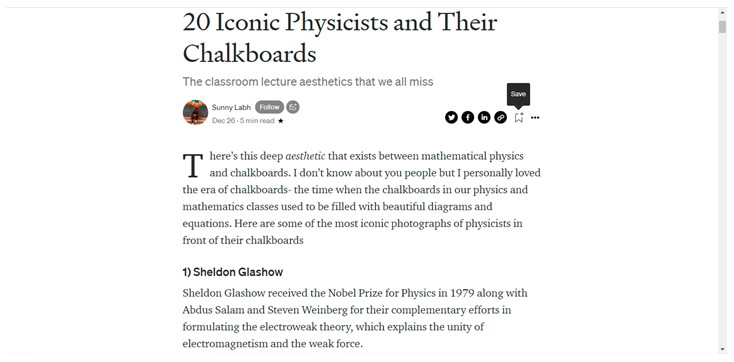 20 Iconic Physicists and Their
Chalkboards
The classroom lecture aesthetics that we all miss
Save
Sunny Labh Follow
Dec 26 · 5 min read ★
There's this deep aesthetic that exists between mathematical physics
and chalkboards. I don't know about you people but I personally loved
the era of chalkboards- the time when the chalkboards in our physics and
mathematics classes used to be filled with beautiful diagrams and
equations. Here are some of the most iconic photographs of physicists in
front of their chalkboards
1) Sheldon Glashow
Sheldon Glashow received the Nobel Prize for Physics in 1979 along with
Abdus Salam and Steven Weinberg for their complementary efforts in
formulating the electroweak theory, which explains the unity of
electromagnetism and the weak force.